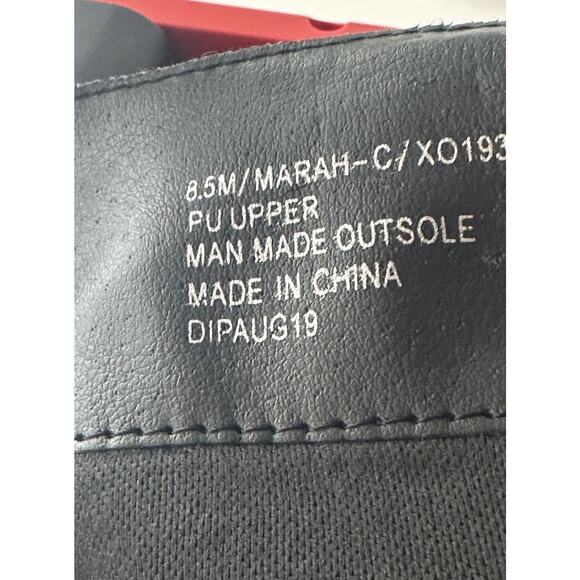 8.5M/MARAH-C/XO193
PU UPPER
MAN MADE OUTSOLE
MADE IN CHINA
DIPAUG19